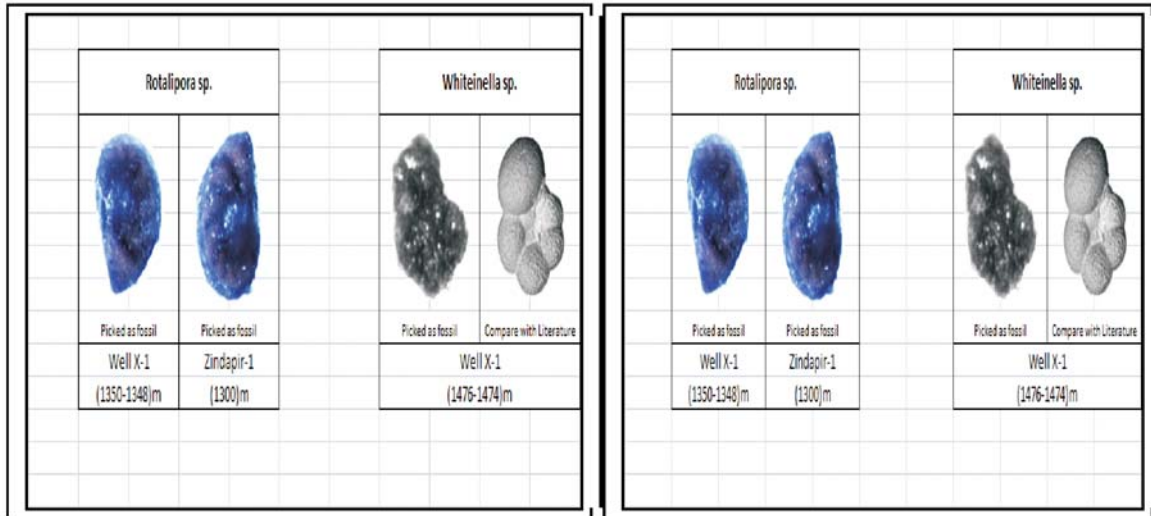 Rotalipora sp.
Whiteinella sp.
Picked as fossil
Picked as fossil
Picked as fossil
Compare with Literature
Well X-1
Zindapir-1
Well X-1
(1350-1348)m
(1300)m
(1476-1474)m
Rotalipora sp.
Whiteinella sp.
Picked as fossil
Picked as fossil
Picked as fossil
Compare with Literature
Well X-1
Zindapir-1
Well X-1
(1350-1348)m
(1300)m
(1476-1474)m